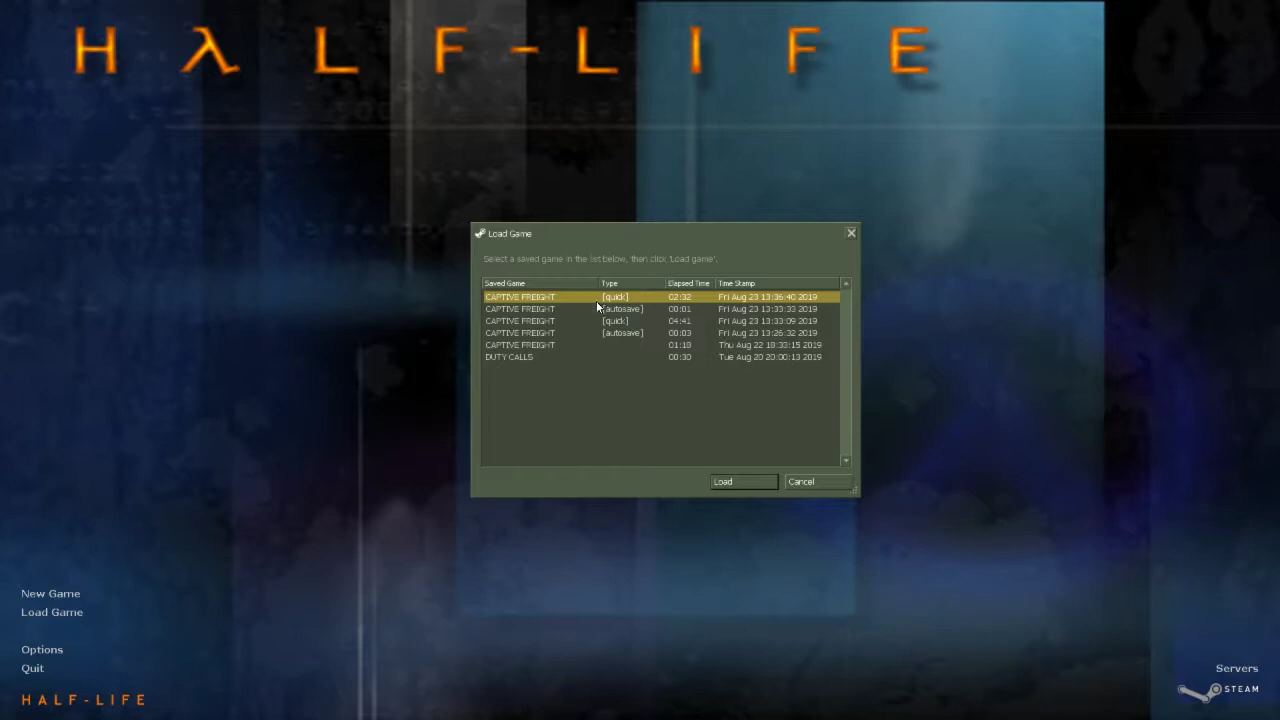 HλLF-LIFE
Load Game
Select a saved game in the list below, then click 'Load game'.
Saved Game Type Elapsed Time Time Stamp
CAPTIVE FREIGHT [quick] 02:32 Fri Aug 23 13:36:40 2019
CAPTIVE FREIGHT [autosave] 00:01 Fri Aug 23 13:33:33 2019
CAPTIVE FREIGHT [quick] 04:41 Fri Aug 23 13:33:09 2019
CAPTIVE FREIGHT [autosave] 00:03 Fri Aug 23 13:26:32 2019
CAPTIVE FREIGHT 01:18 Thu Aug 22 18:33:15 2019
DUTY CALLS 00:30 Tue Aug 20 20:00:13 2019
Load Cancel
New Game
Load Game
Options
Quit
Servers
HALF-LIFE
STEAM